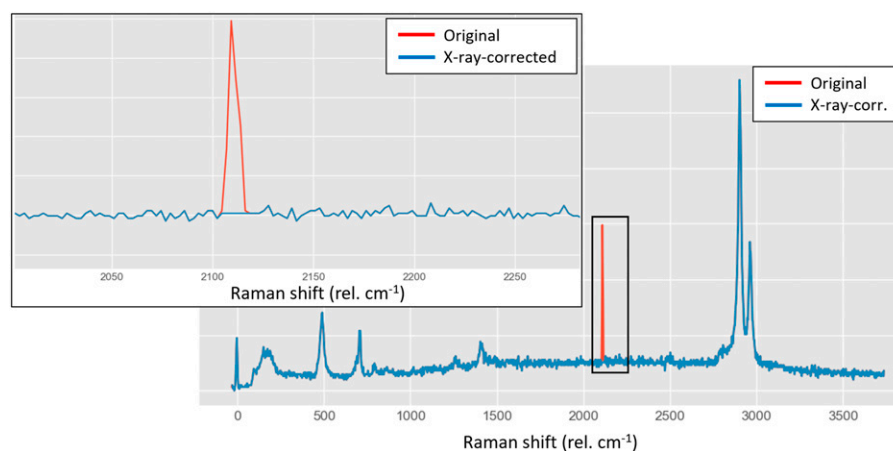 Original
X-ray-corrected
2050
2100
2150
2200
2250
Raman shift (rel. cm⁻¹)
Original
X-ray-corr.
0
500
1000
1500
2000
2500
3000
3500
Raman shift (rel. cm⁻¹)